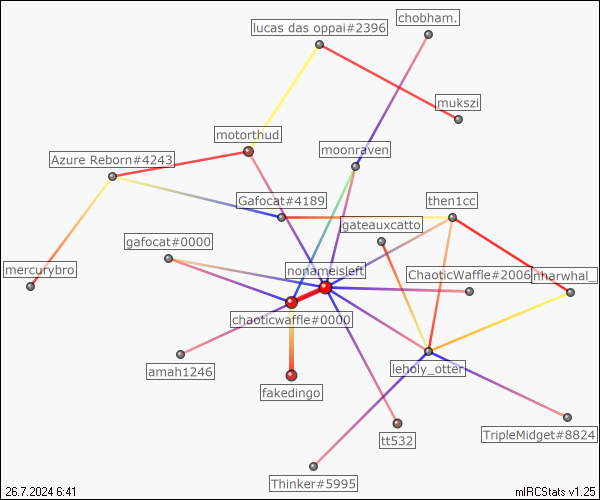 chobham.
lucas das oppai#2396
mukszi
motorthud
moonraven
Azure Reborn#4243
Gafocat#4189
then1cc
gateauxcatto
gafocat#0000
mercurybro
nonameisleft
ChaoticWaffle#2006
nharwhal_
chaoticwaffle#0000
amah1246
leholy_otter
fakedingo
tt532
TripleMidget#8824
Thinker#5995
26.7.2024 6:41
mIRCStats v1.25